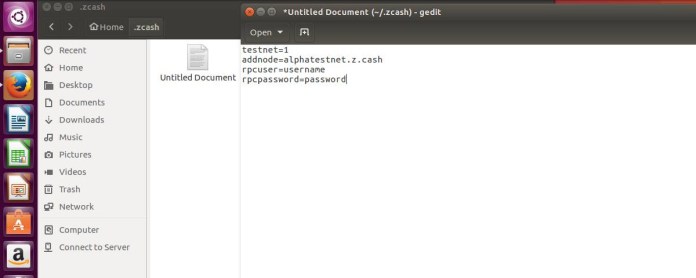 .zcash
Home
.zcash
Recent
Home
Desktop
Documents
Downloads
Music
Pictures
Videos
Trash
Network
Computer
Connect to Server
Untitled Document
*Untitled Document (~/.zcash) - gedit
Open
testnet=1
addnode=alphatestnet.z.cash
rpcuser=username
rpcpassword=password